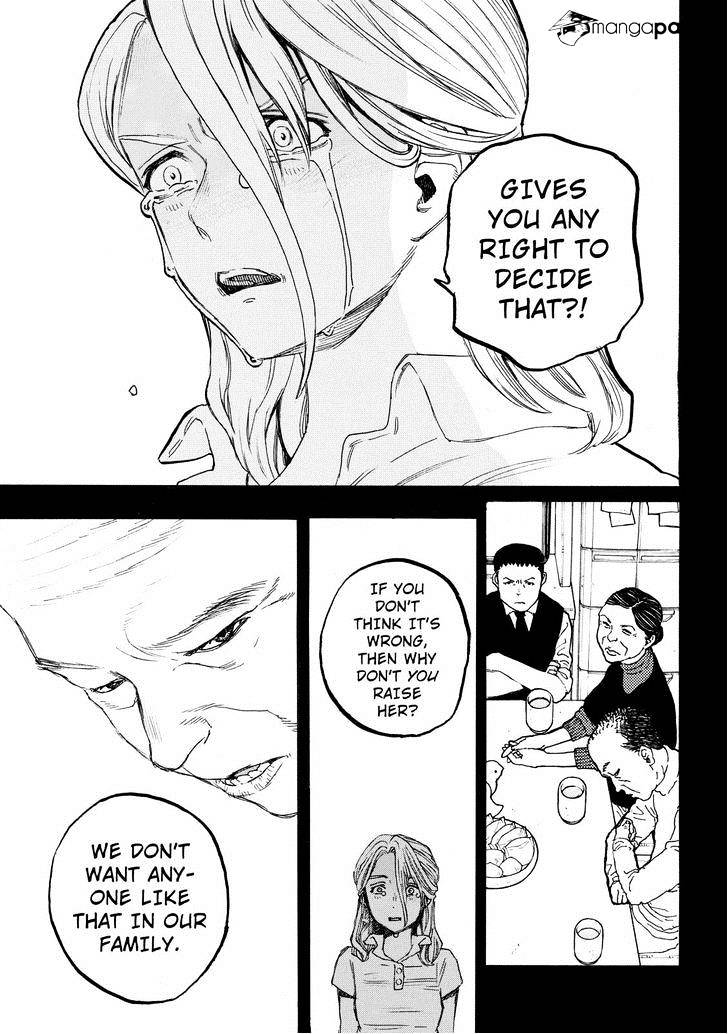 mangapa
GIVES
YOU ANY
RIGHT TO
DECIDE
THAT?!
IF YOU
DON'T
THINK IT'S
WRONG,
THEN WHY
DON'T YOU
RAISE
HER?
WE DON'T
WANT ANY-
ONE LIKE
THAT IN OUR
FAMILY.